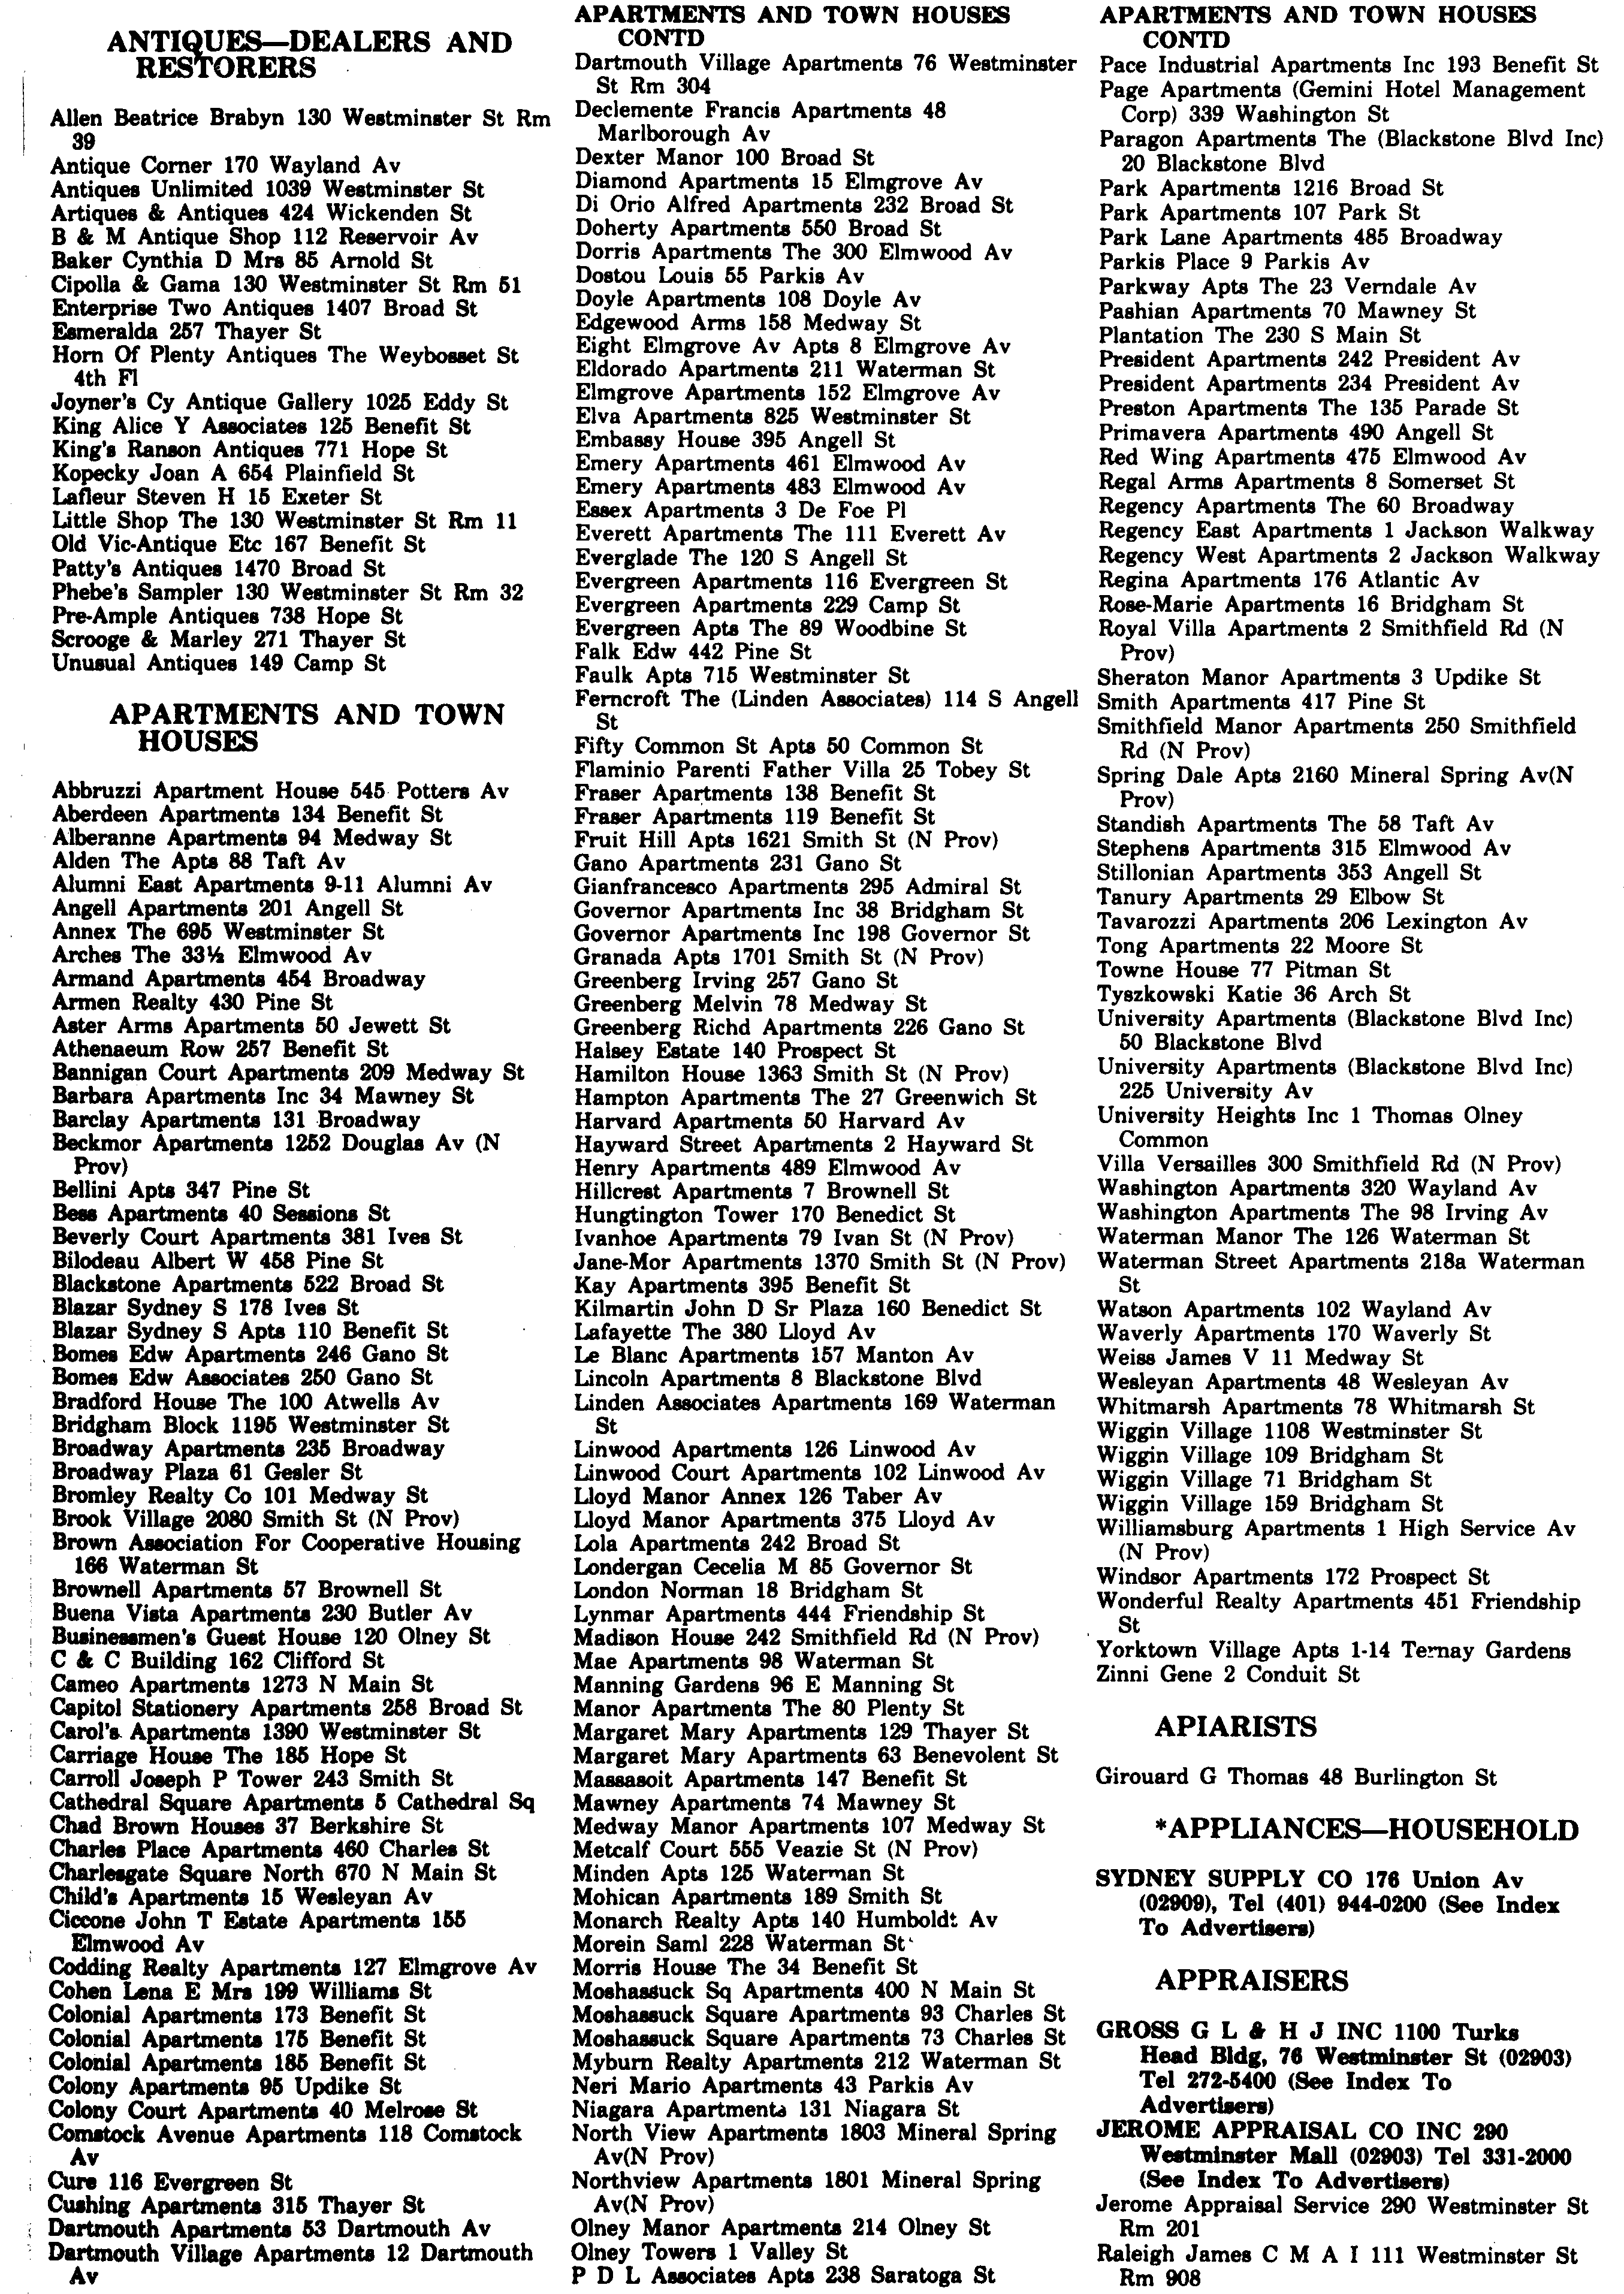 ANTIQUES—DEALERS AND
RESTORERS
Allen Beatrice Brabyn 130 Westminster St Rm
39
Antique Corner 170 Wayland Av
Antiques Unlimited 1039 Westminster St
Artiques & Antiques 424 Wickenden St
B & M Antique Shop 112 Reservoir Av
Baker Cynthia D Mrs 85 Arnold St
Cipolla & Gama 130 Westminster St Rm 51
Enterprise Two Antiques 1407 Broad St
Esmeralda 257 Thayer St
Horn Of Plenty Antiques The Weybosset St
4th Fl
Joyner's Cy Antique Gallery 1025 Eddy St
King Alice Y Associates 125 Benefit St
King's Ranson Antiques 771 Hope St
Kopecky Joan A 654 Plainfield St
Lafleur Steven H 15 Exeter St
Little Shop The 130 Westminster St Rm 11
Old Vic-Antique Etc 167 Benefit St
Patty's Antiques 1470 Broad St
Phebe's Sampler 130 Westminster St Rm 32
Pre-Ample Antiques 738 Hope St
Scrooge & Marley 271 Thayer St
Unusual Antiques 149 Camp St
APARTMENTS AND TOWN
HOUSES
Abbruzzi Apartment House 545 Potters Av
Aberdeen Apartments 134 Benefit St
Alberanne Apartments 94 Medway St
Alden The Apts 88 Taft Av
Alumni East Apartments 9-11 Alumni Av
Angell Apartments 201 Angell St
Annex The 695 Westminster St
Arches The 33½ Elmwood Av
Armand Apartments 454 Broadway
Armen Realty 430 Pine St
Aster Arms Apartments 50 Jewett St
Athenaeum Row 257 Benefit St
Bannigan Court Apartments 209 Medway St
Barbara Apartments Inc 34 Mawney St
Barclay Apartments 131 Broadway
Beckmor Apartments 1252 Douglas Av (N
Prov)
Bellini Apts 347 Pine St
Bess Apartments 40 Sessions St
Beverly Court Apartments 381 Ives St
Bilodeau Albert W 458 Pine St
Blackstone Apartments 522 Broad St
Blazar Sydney S 178 Ives St
Blazar Sydney S Apts 110 Benefit St
Bomes Edw Apartments 246 Gano St
Bomes Edw Associates 250 Gano St
Bradford House The 100 Atwells Av
Bridgham Block 1195 Westminster St
Broadway Apartments 235 Broadway
Broadway Plaza 61 Gesler St
Bromley Realty Co 101 Medway St
Brook Village 2080 Smith St (N Prov)
Brown Association For Cooperative Housing
166 Waterman St
Brownell Apartments 57 Brownell St
Buena Vista Apartments 230 Butler Av
Businessmen's Guest House 120 Olney St
C & C Building 162 Clifford St
Cameo Apartments 1273 N Main St
Capitol Stationery Apartments 258 Broad St
Carol's Apartments 1390 Westminster St
Carriage House The 185 Hope St
Carroll Joseph P Tower 243 Smith St
Cathedral Square Apartments 5 Cathedral Sq
Chad Brown Houses 37 Berkshire St
Charles Place Apartments 460 Charles St
Charlesgate Square North 670 N Main St
Child's Apartments 15 Wesleyan Av
Ciccone John T Estate Apartments 155
Elmwood Av
Codding Realty Apartments 127 Elmgrove Av
Cohen Lena E Mrs 199 Williams St
Colonial Apartments 173 Benefit St
Colonial Apartments 175 Benefit St
Colonial Apartments 185 Benefit St
Colony Apartments 95 Updike St
Colony Court Apartments 40 Melrose St
Comstock Avenue Apartments 118 Comstock
Av
Cure 116 Evergreen St
Cushing Apartments 315 Thayer St
Dartmouth Apartments 53 Dartmouth Av
Dartmouth Village Apartments 12 Dartmouth
Av
APARTMENTS AND TOWN HOUSES
CONTD
Dartmouth Village Apartments 76 Westminster
St Rm 304
Declemente Francis Apartments 48
Marlborough Av
Dexter Manor 100 Broad St
Diamond Apartments 15 Elmgrove Av
Di Orio Alfred Apartments 232 Broad St
Doherty Apartments 550 Broad St
Dorris Apartments The 300 Elmwood Av
Dostou Louis 55 Parkis Av
Doyle Apartments 108 Doyle Av
Edgewood Arms 158 Medway St
Eight Elmgrove Av Apts 8 Elmgrove Av
Eldorado Apartments 211 Waterman St
Elmgrove Apartments 152 Elmgrove Av
Elva Apartments 825 Westminster St
Embassy House 395 Angell St
Emery Apartments 461 Elmwood Av
Emery Apartments 483 Elmwood Av
Essex Apartments 3 De Foe Pl
Everett Apartments The 111 Everett Av
Everglade The 120 S Angell St
Evergreen Apartments 116 Evergreen St
Evergreen Apartments 229 Camp St
Evergreen Apts The 89 Woodbine St
Falk Edw 442 Pine St
Faulk Apts 715 Westminster St
Ferncroft The (Linden Associates) 114 S Angell
St
Fifty Common St Apts 50 Common St
Flaminio Parenti Father Villa 25 Tobey St
Fraser Apartments 138 Benefit St
Fraser Apartments 119 Benefit St
Fruit Hill Apts 1621 Smith St (N Prov)
Gano Apartments 231 Gano St
Gianfrancesco Apartments 295 Admiral St
Governor Apartments Inc 38 Bridgham St
Governor Apartments Inc 198 Governor St
Granada Apts 1701 Smith St (N Prov)
Greenberg Irving 257 Gano St
Greenberg Melvin 78 Medway St
Greenberg Richd Apartments 226 Gano St
Halsey Estate 140 Prospect St
Hamilton House 1363 Smith St (N Prov)
Hampton Apartments The 27 Greenwich St
Harvard Apartments 50 Harvard Av
Hayward Street Apartments 2 Hayward St
Henry Apartments 489 Elmwood Av
Hillcrest Apartments 7 Brownell St
Hungtington Tower 170 Benedict St
Ivanhoe Apartments 79 Ivan St (N Prov)
Jane-Mor Apartments 1370 Smith St (N Prov)
Kay Apartments 395 Benefit St
Kilmartin John D Sr Plaza 160 Benedict St
Lafayette The 380 Lloyd Av
Le Blanc Apartments 157 Manton Av
Lincoln Apartments 8 Blackstone Blvd
Linden Associates Apartments 169 Waterman
St
Linwood Apartments 126 Linwood Av
Linwood Court Apartments 102 Linwood Av
Lloyd Manor Annex 126 Taber Av
Lloyd Manor Apartments 375 Lloyd Av
Lola Apartments 242 Broad St
Londergan Cecelia M 85 Governor St
London Norman 18 Bridgham St
Lynmar Apartments 444 Friendship St
Madison House 242 Smithfield Rd (N Prov)
Mae Apartments 98 Waterman St
Manning Gardens 96 E Manning St
Manor Apartments The 80 Plenty St
Margaret Mary Apartments 129 Thayer St
Margaret Mary Apartments 63 Benevolent St
Massasoit Apartments 147 Benefit St
Mawney Apartments 74 Mawney St
Medway Manor Apartments 107 Medway St
Metcalf Court 555 Veazie St (N Prov)
Minden Apts 125 Waterman St
Mohican Apartments 189 Smith St
Monarch Realty Apts 140 Humboldt Av
Morein Saml 228 Waterman St
Morris House The 34 Benefit St
Moshassuck Sq Apartments 400 N Main St
Moshassuck Square Apartments 93 Charles St
Moshassuck Square Apartments 73 Charles St
Myburn Realty Apartments 212 Waterman St
Neri Mario Apartments 43 Parkis Av
Niagara Apartments 131 Niagara St
North View Apartments 1803 Mineral Spring
Av(N Prov)
Northview Apartments 1801 Mineral Spring
Av(N Prov)
Olney Manor Apartments 214 Olney St
Olney Towers 1 Valley St
P D L Associates Apts 238 Saratoga St
APARTMENTS AND TOWN HOUSES
CONTD
Pace Industrial Apartments Inc 193 Benefit St
Page Apartments (Gemini Hotel Management
Corp) 339 Washington St
Paragon Apartments The (Blackstone Blvd Inc)
20 Blackstone Blvd
Park Apartments 1216 Broad St
Park Apartments 107 Park St
Park Lane Apartments 485 Broadway
Parkis Place 9 Parkis Av
Parkway Apts The 23 Verndale Av
Pashian Apartments 70 Mawney St
Plantation The 230 S Main St
President Apartments 242 President Av
President Apartments 234 President Av
Preston Apartments The 135 Parade St
Primavera Apartments 490 Angell St
Red Wing Apartments 475 Elmwood Av
Regal Arms Apartments 8 Somerset St
Regency Apartments The 60 Broadway
Regency East Apartments 1 Jackson Walkway
Regency West Apartments 2 Jackson Walkway
Regina Apartments 176 Atlantic Av
Rose-Marie Apartments 16 Bridgham St
Royal Villa Apartments 2 Smithfield Rd (N
Prov)
Sheraton Manor Apartments 3 Updike St
Smith Apartments 417 Pine St
Smithfield Manor Apartments 250 Smithfield
Rd (N Prov)
Spring Dale Apts 2160 Mineral Spring Av(N
Prov)
Standish Apartments The 58 Taft Av
Stephens Apartments 315 Elmwood Av
Stillonian Apartments 353 Angell St
Tanury Apartments 29 Elbow St
Tavarozzi Apartments 206 Lexington Av
Tong Apartments 22 Moore St
Towne House 77 Pitman St
Tyszkowski Katie 36 Arch St
University Apartments (Blackstone Blvd Inc)
50 Blackstone Blvd
University Apartments (Blackstone Blvd Inc)
225 University Av
University Heights Inc 1 Thomas Olney
Common
Villa Versailles 300 Smithfield Rd (N Prov)
Washington Apartments 320 Wayland Av
Washington Apartments The 98 Irving Av
Waterman Manor The 126 Waterman St
Waterman Street Apartments 218a Waterman
St
Watson Apartments 102 Wayland Av
Waverly Apartments 170 Waverly St
Weiss James V 11 Medway St
Wesleyan Apartments 48 Wesleyan Av
Whitmarsh Apartments 78 Whitmarsh St
Wiggin Village 1108 Westminster St
Wiggin Village 109 Bridgham St
Wiggin Village 71 Bridgham St
Wiggin Village 159 Bridgham St
Williamsburg Apartments 1 High Service Av
(N Prov)
Windsor Apartments 172 Prospect St
Wonderful Realty Apartments 451 Friendship
St
Yorktown Village Apts 1-14 Ternay Gardens
Zinni Gene 2 Conduit St
APIARISTS
Girouard G Thomas 48 Burlington St
*APPLIANCES—HOUSEHOLD
SYDNEY SUPPLY CO 176 Union Av
(02909), Tel (401) 944-0200 (See Index
To Advertisers)
APPRAISERS
GROSS G L & H J INC 1100 Turks
Head Bldg, 76 Westminster St (02903)
Tel 272-5400 (See Index To
Advertisers)
JEROME APPRAISAL CO INC 290
Westminster Mall (02903) Tel 331-2000
(See Index To Advertisers)
Jerome Appraisal Service 290 Westminster St
Rm 201
Raleigh James C M A I 111 Westminster St
Rm 908